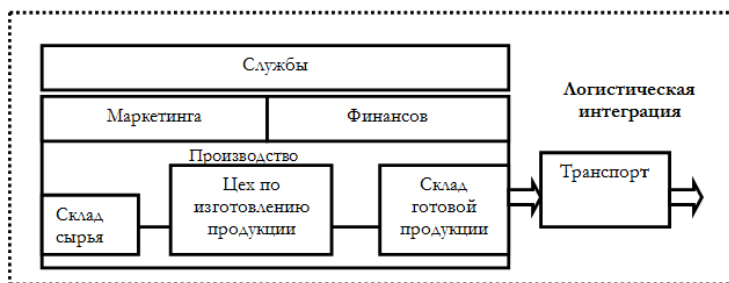 Службы
Маркетинга
Финансов
Логистическая
интеграция
Производство
Склад
сырья
Цех по
изготовлению
продукции
Склад
готовой
продукции
Транспорт